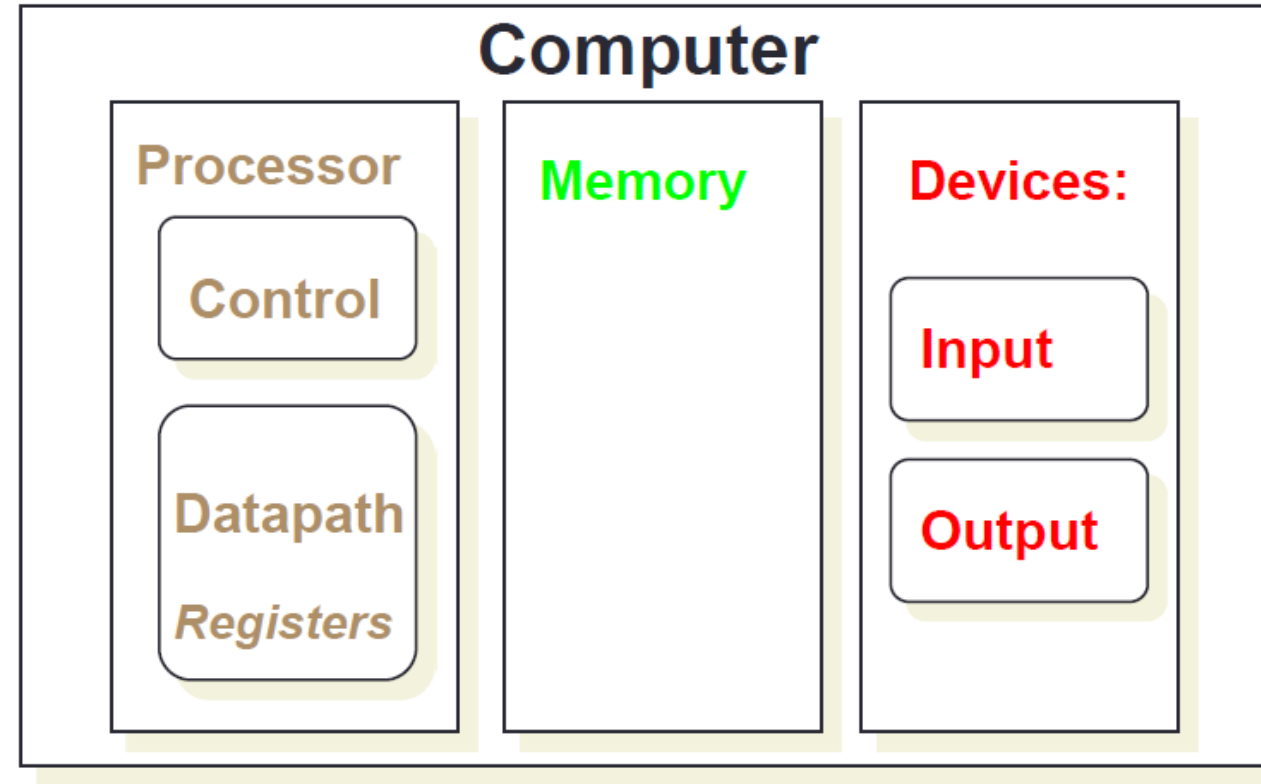 Computer
Processor
Control
Datapath
Registers
Memory
Devices:
Input
Output